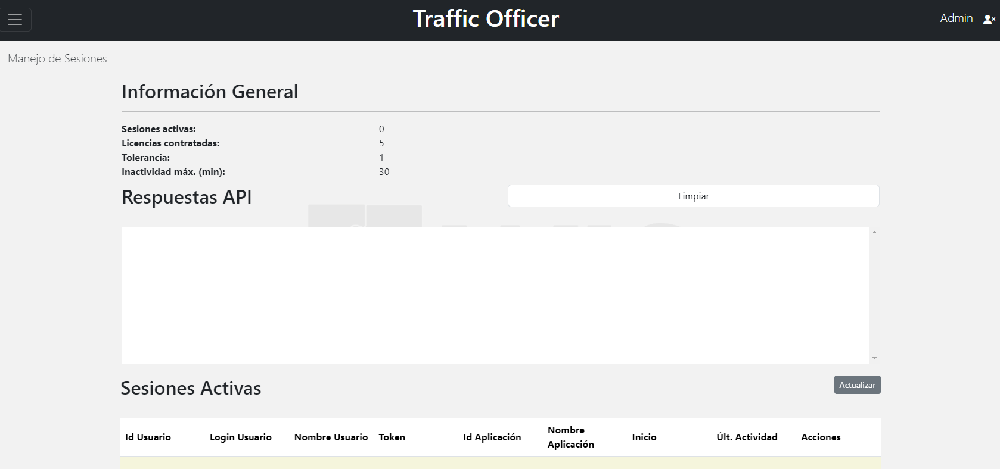 Traffic Officer
Admin
Manejo de Sesiones
Información General
Sesiones activas: 0
Licencias contratadas: 5
Tolerancia: 1
Inactividad máx. (min): 30
Respuestas API
Limpiar
Sesiones Activas
Actualizar
Id Usuario Login Usuario Nombre Usuario Token Id Aplicación Nombre Aplicación Inicio Últ. Actividad Acciones